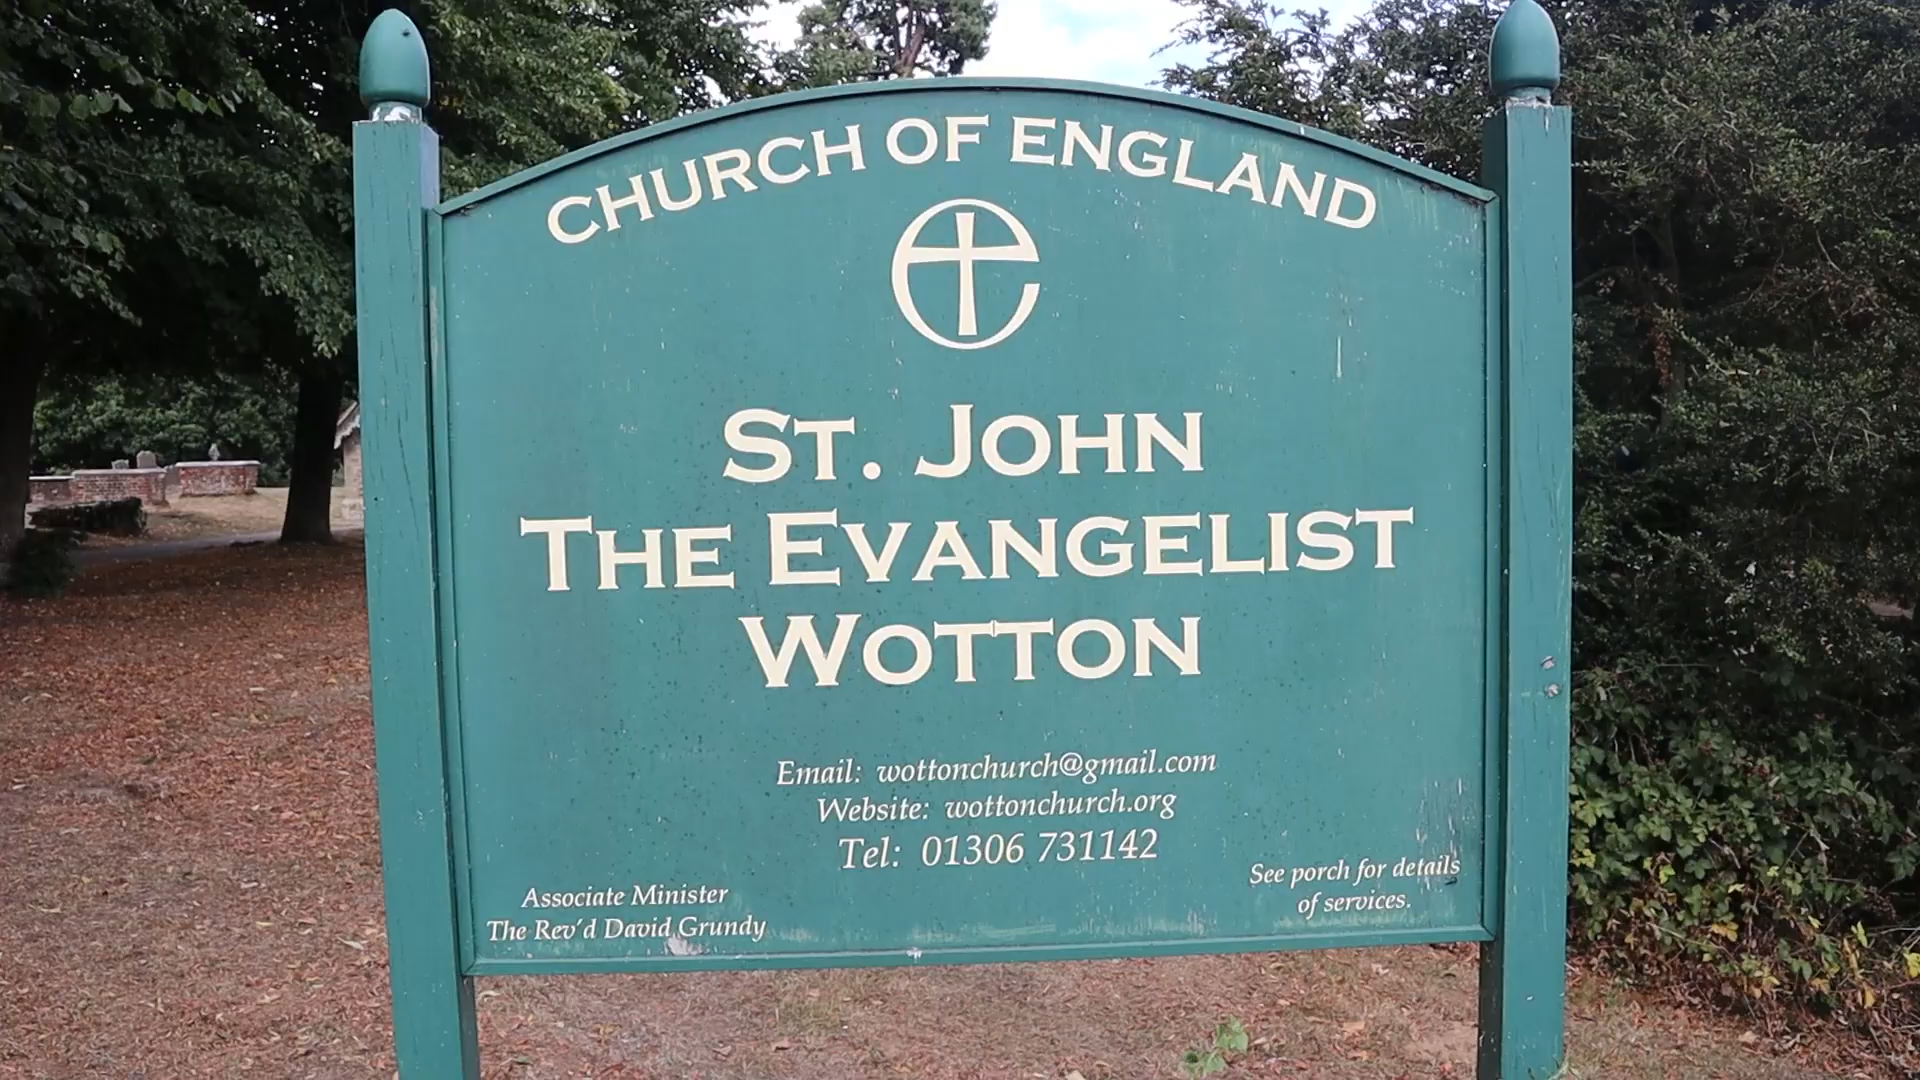 CHURCH OF ENGLAND
ST. JOHN
THE EVANGELIST
WOTTON
Email: wottonchurch@gmail.com
Website: wottonchurch.org
Tel: 01306 731142
Associate Minister
The Rev'd David Grundy
See porch for details
of services.